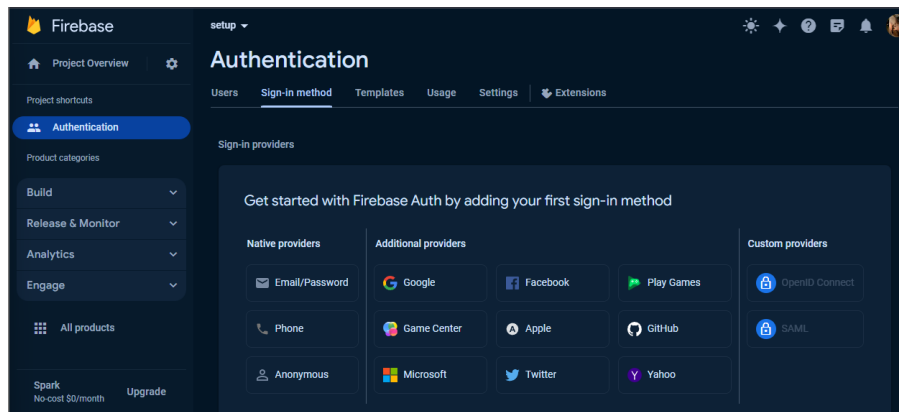 Firebase
Project Overview
Project shortcuts
Authentication
Product categories
Build
Release & Monitor
Analytics
Engage
All products
Spark
No-cost $0/month
Upgrade
setup
Authentication
Users Sign-in method Templates Usage Settings Extensions
Sign-in providers
Get started with Firebase Auth by adding your first sign-in method
Native providers
Email/Password
Phone
Anonymous
Additional providers
Google Facebook Play Games
Game Center Apple GitHub
Microsoft Twitter Yahoo
Custom providers
OpenID Connect
SAML